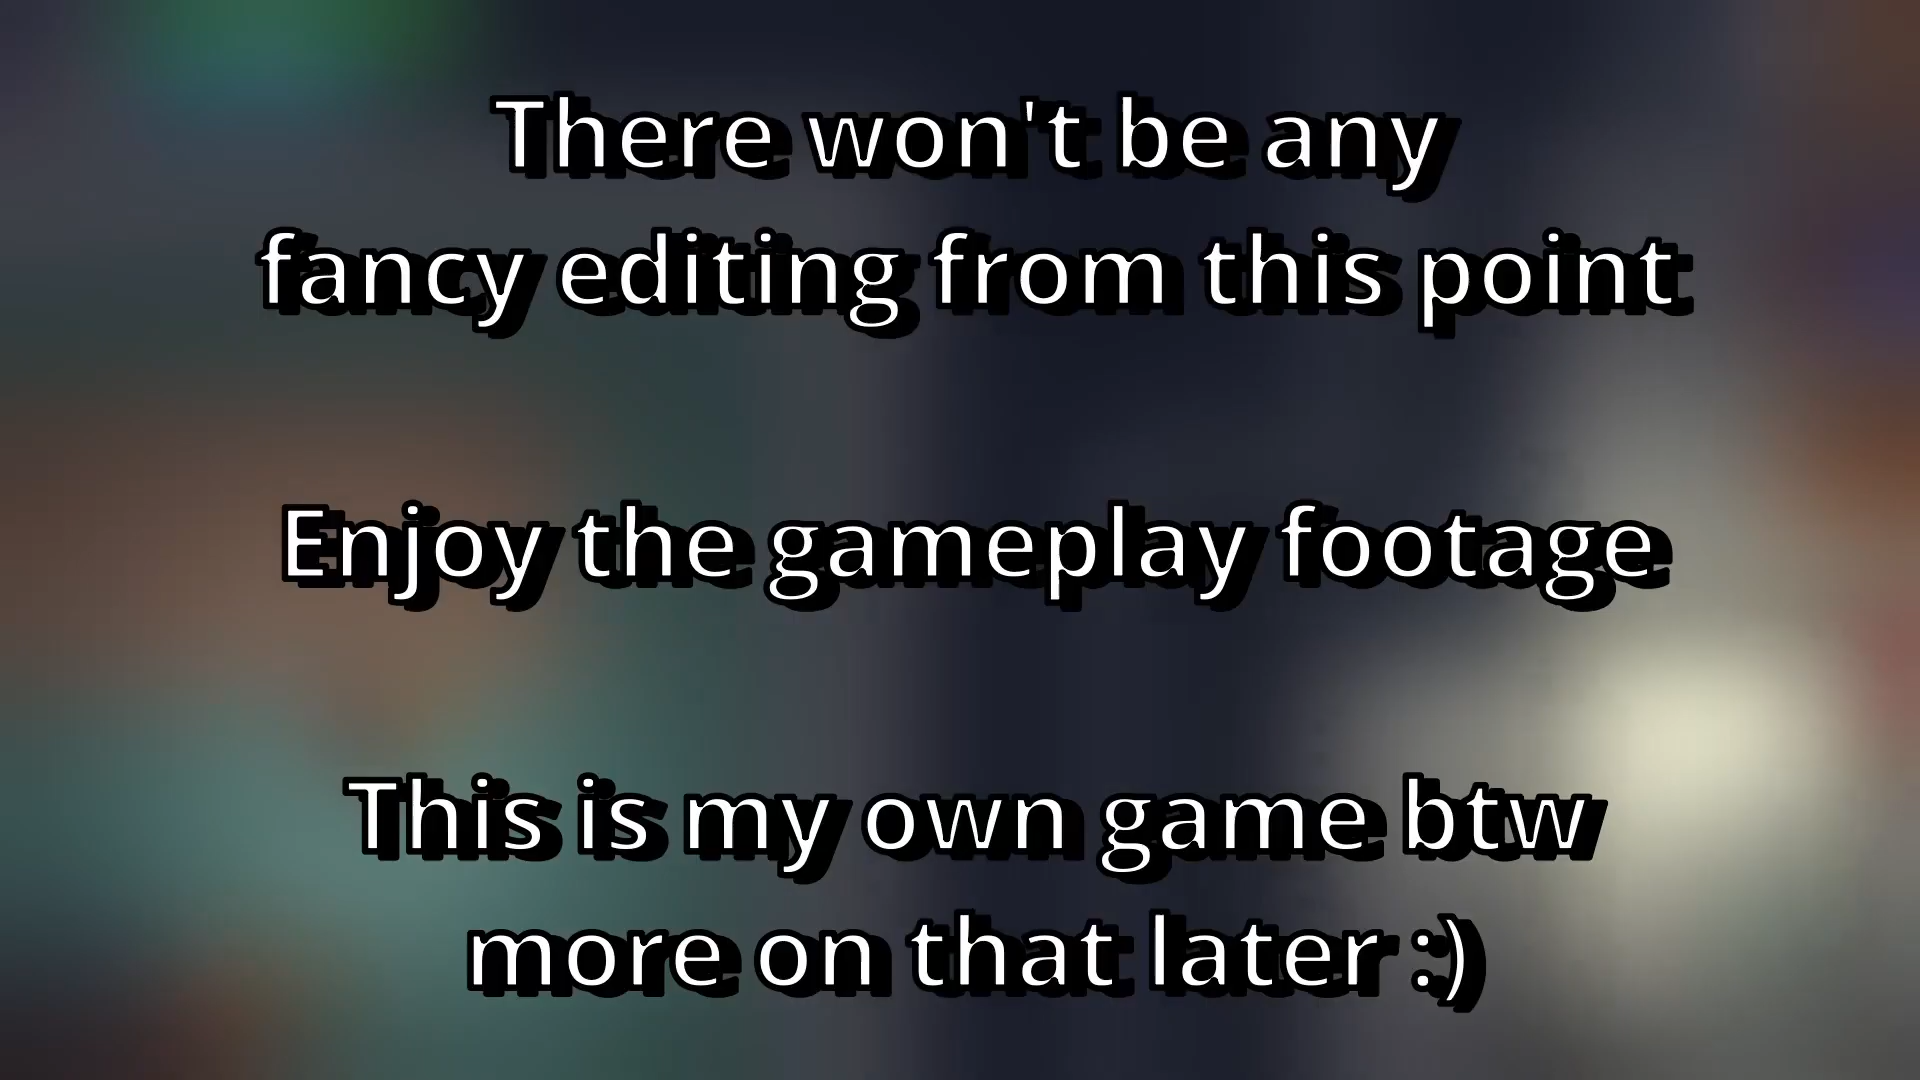 There won't be any
fancy editing from this point
Enjoy the gameplay footage
This is my own game btw
more on that later :)